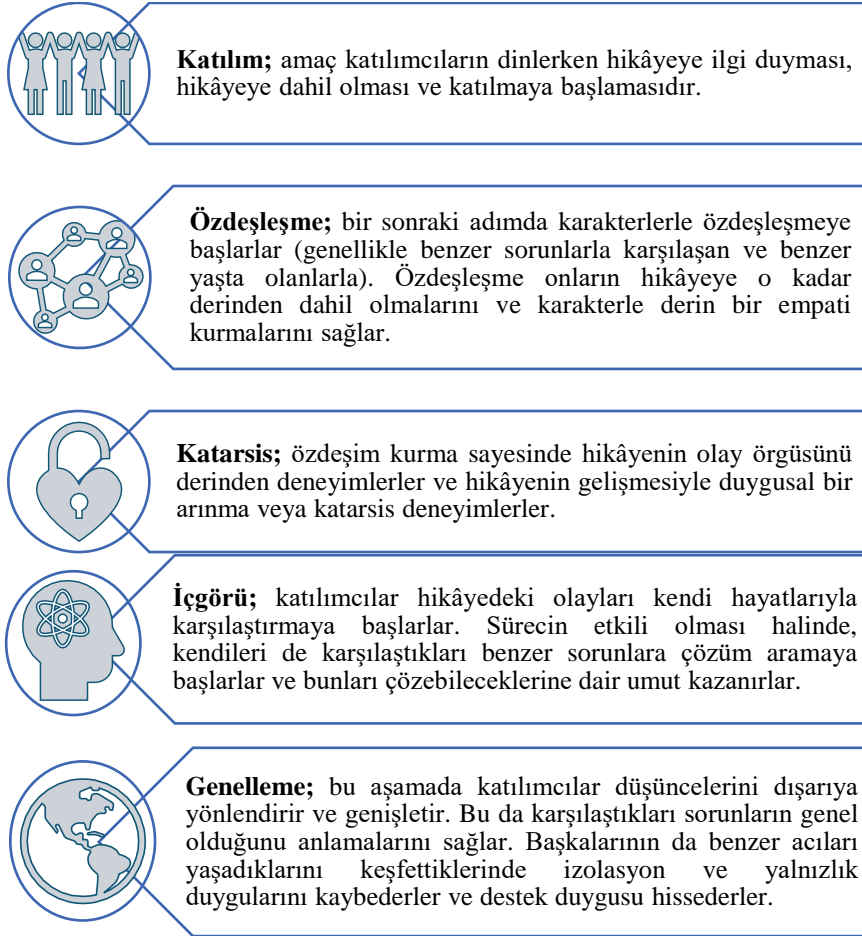 Katılım; amaç katılımcıların dinlerken hikâyeye ilgi duyması,
hikâyeye dahil olması ve katılmaya başlamasıdır.
Özdeşleşme; bir sonraki adımda karakterlerle özdeşleşmeye
başlarlar (genellikle benzer sorunlarla karşılaşan ve benzer
yaşta olanlarla). Özdeşleşme onların hikâyeye o kadar
derinden dahil olmalarını ve karakterle derin bir empati
kurmalarını sağlar.
Katarsis; özdeşim kurma sayesinde hikâyenin olay örgüsünü
derinden deneyimlerler ve hikâyenin gelişmesiyle duygusal bir
arınma veya katarsis deneyimlerler.
İçgörü; katılımcılar hikâyedeki olayları kendi hayatlarıyla
karşılaştırmaya başlarlar. Sürecin etkili olması halinde,
kendileri de karşılaştıkları benzer sorunlara çözüm aramaya
başlarlar ve bunları çözebileceklerine dair umut kazanırlar.
Genelleme; bu aşamada katılımcılar düşüncelerini dışarıya
yönlendirir ve genişletir. Bu da karşılaştıkları sorunların genel
olduğunu anlamalarını sağlar. Başkalarının da benzer acıları
yaşadıklarını keşfettiklerinde izolasyon ve yalnızlık
duygularını kaybederler ve destek duygusu hissederler.